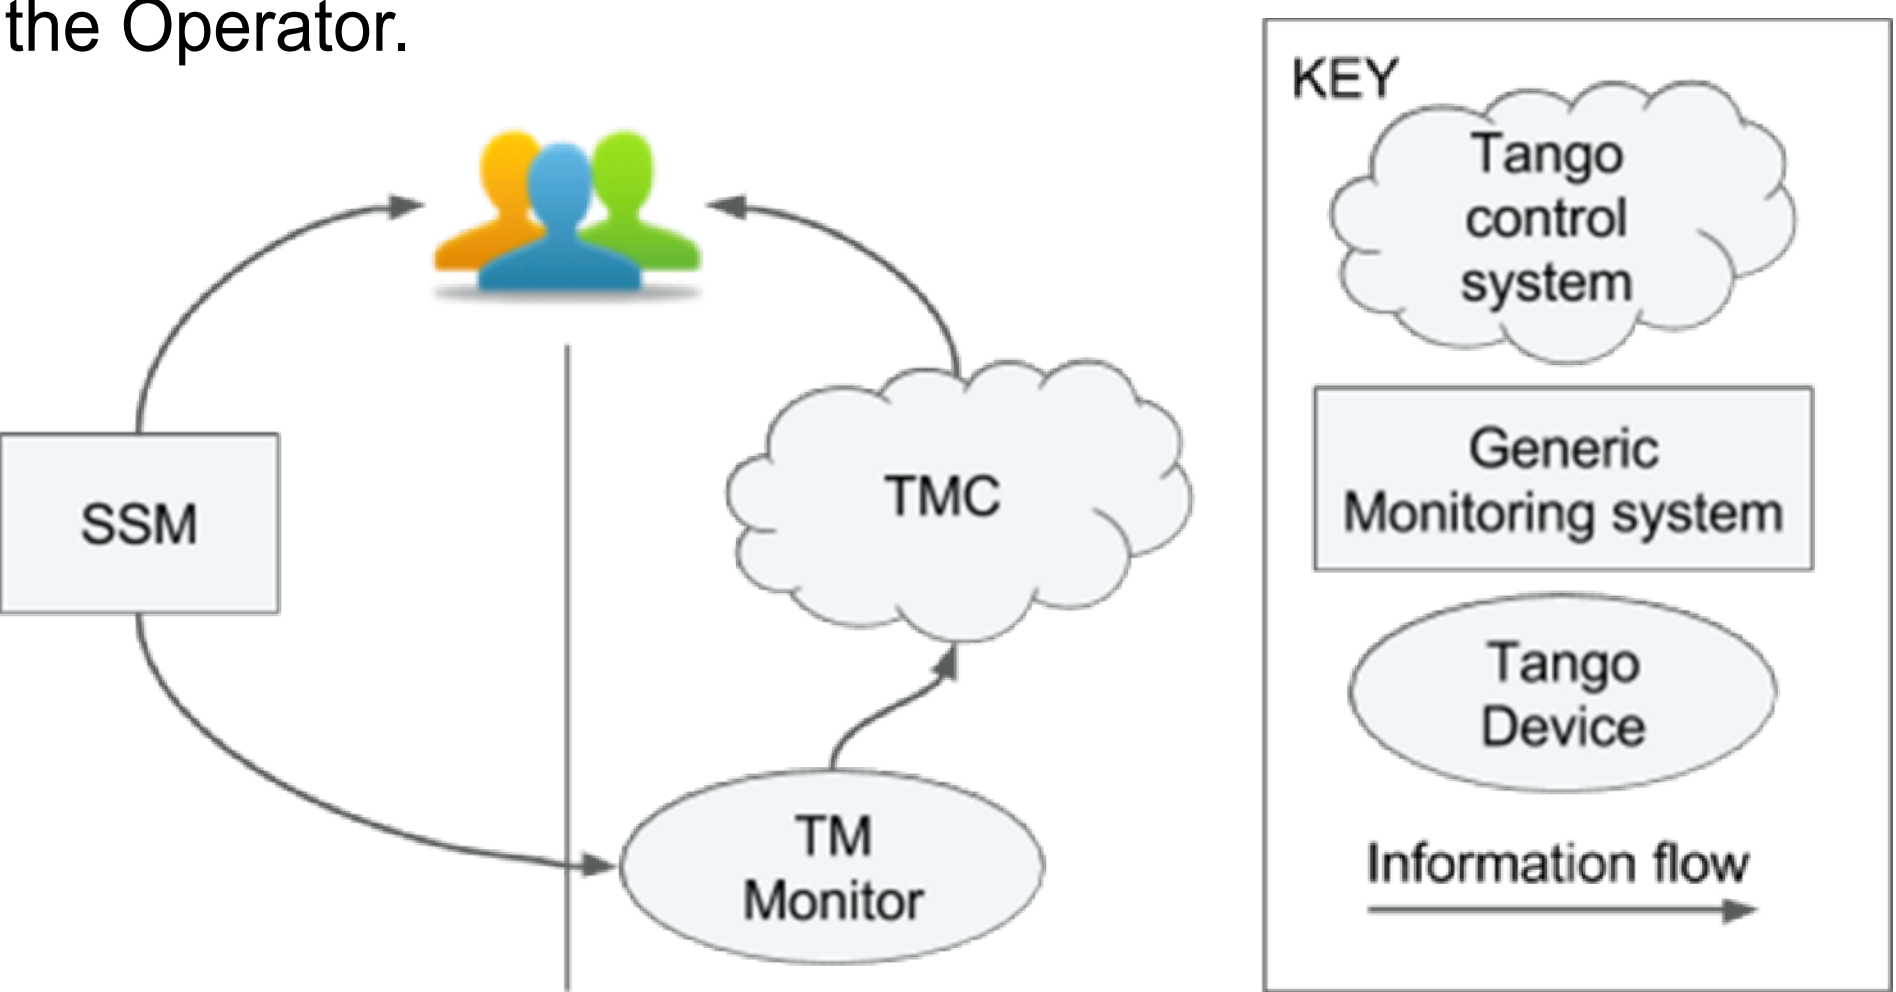 the Operator.
SSM
TMC
TM
Monitor
KEY
Tango
control
system
Generic
Monitoring system
Tango
Device
Information flow